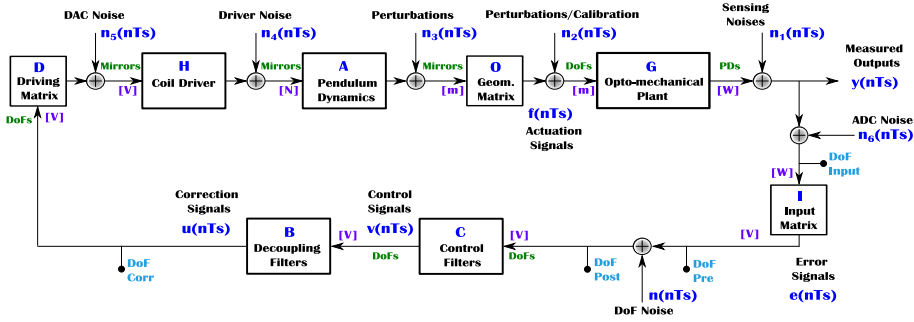 DAC Noise
n₅(nTs)
Driver Noise
n₄(nTs)
Perturbations
n₃(nTs)
Perturbations/Calibration
n₂(nTs)
Sensing
Noises
n₁(nTs)
Measured
Outputs
y(nTs)
D
Driving
Matrix
Mirrors
[V]
H
Coil Driver
Mirrors
[N]
A
Pendulum
Dynamics
Mirrors
[m]
O
Geom.
Matrix
DoFs
[m]
G
Opto-mechanical
Plant
PDs
[W]
f(nTs)
Actuation
Signals
[V]
DoFs
ADC Noise
n₆(nTs)
DoF
Input
[W]
I
Input
Matrix
[V]
Correction
Signals
u(nTs)
B
Decoupling
Filters
Control
Signals
v(nTs)
[V]
DoFs
C
Control
Filters
[V]
DoFs
DoF
Corr
DoF
Post
DoF
Pre
n(nTs)
DoF Noise
Error
Signals
e(nTs)